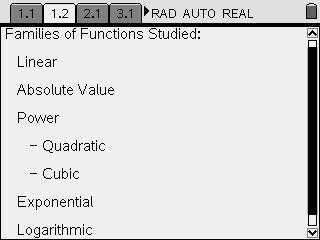 1.1 1.2 2.1 3.1 RAD AUTO REAL
Families of Functions Studied:
Linear
Absolute Value
Power
– Quadratic
– Cubic
Exponential
Logarithmic